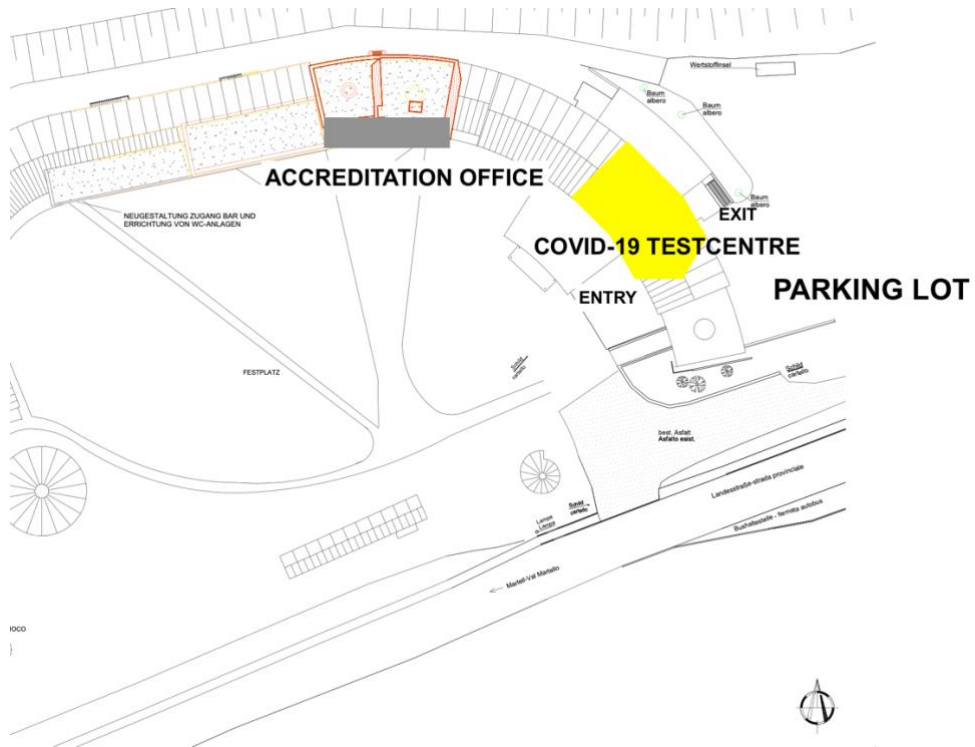 Wertstoffinsel
Baum
albero
Baum
albero
ACCREDITATION OFFICE
Baum
albero
NEUGESTALTUNG ZUGANG BAR UND
ERRICHTUNG VON WC-ANLAGEN
EXIT
COVID-19 TESTCENTRE
PARKING LOT
ENTRY
FESTPLATZ
Schild
cartello
Schild
cartello
best. Asfalt
Asfalto esist.
Landesstraße-strada provinciale
Schild
cartello
Lampe
Lampa
Bushaltestelle - fermata autobus
Martell-Val Martello
OCO